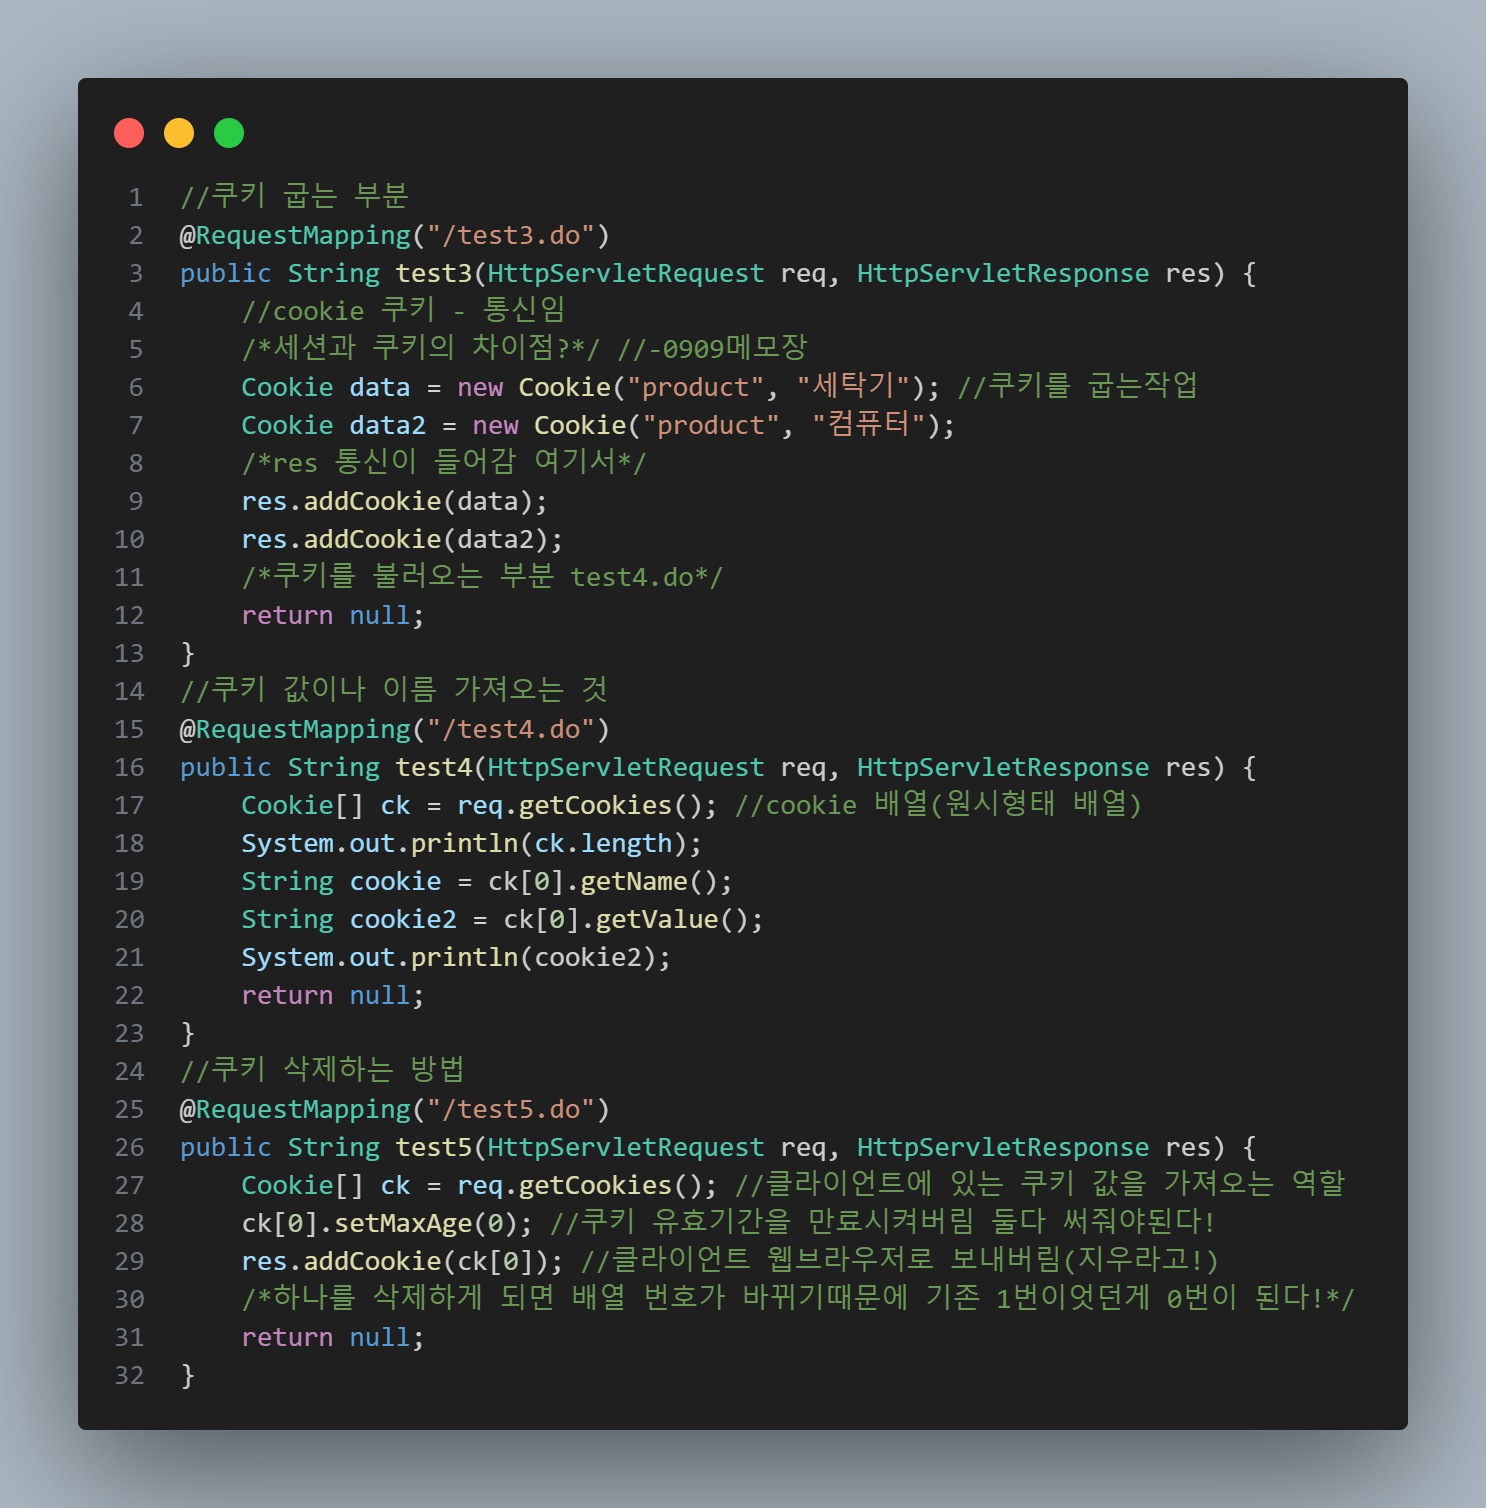 1 //쿠키 굽는 부분
2 @RequestMapping("/test3.do")
3 public String test3(HttpServletRequest req, HttpServletResponse res) {
4     //cookie 쿠키 - 통신임
5     /*세션과 쿠키의 차이점?*/ //-0909메모장
6     Cookie data = new Cookie("product", "세탁기"); //쿠키를 굽는작업
7     Cookie data2 = new Cookie("product", "컴퓨터");
8     /*res 통신이 들어감 여기서*/
9     res.addCookie(data);
10     res.addCookie(data2);
11     /*쿠키를 불러오는 부분 test4.do*/
12     return null;
13 }
14 //쿠키 값이나 이름 가져오는 것
15 @RequestMapping("/test4.do")
16 public String test4(HttpServletRequest req, HttpServletResponse res) {
17     Cookie[] ck = req.getCookies(); //cookie 배열(원시형태 배열)
18     System.out.println(ck.length);
19     String cookie = ck[0].getName();
20     String cookie2 = ck[0].getValue();
21     System.out.println(cookie2);
22     return null;
23 }
24 //쿠키 삭제하는 방법
25 @RequestMapping("/test5.do")
26 public String test5(HttpServletRequest req, HttpServletResponse res) {
27     Cookie[] ck = req.getCookies(); //클라이언트에 있는 쿠키 값을 가져오는 역할
28     ck[0].setMaxAge(0); //쿠키 유효기간을 만료시켜버림 둘다 써줘야된다!
29     res.addCookie(ck[0]); //클라이언트 웹브라우저로 보내버림(지우라고!)
30     /*하나를 삭제하게 되면 배열 번호가 바뀌기때문에 기존 1번이엇던게 0번이 된다!*/
31     return null;
32 }